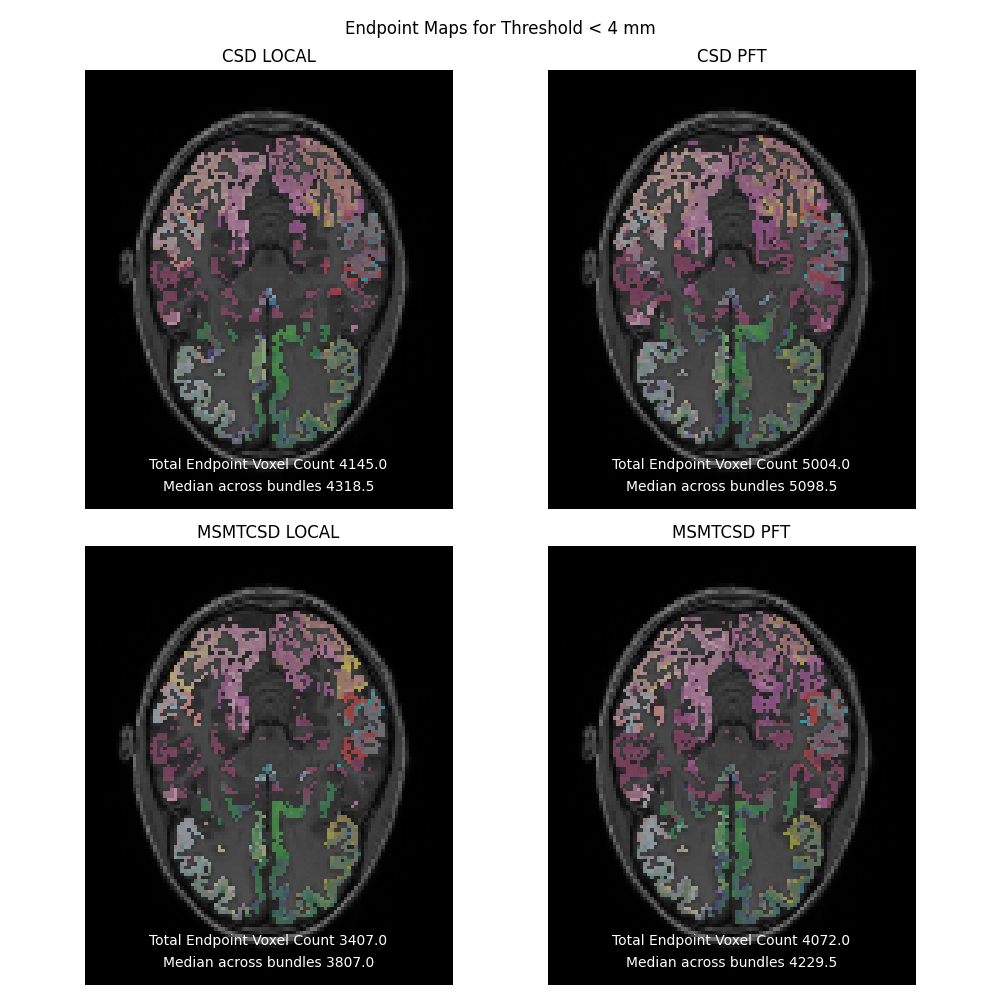 Endpoint Maps for Threshold < 4 mm
CSD LOCAL
CSD PFT
Total Endpoint Voxel Count 4145.0
Median across bundles 4318.5
Total Endpoint Voxel Count 5004.0
Median across bundles 5098.5
MSMTCSD LOCAL
MSMTCSD PFT
Total Endpoint Voxel Count 3407.0
Median across bundles 3807.0
Total Endpoint Voxel Count 4072.0
Median across bundles 4229.5